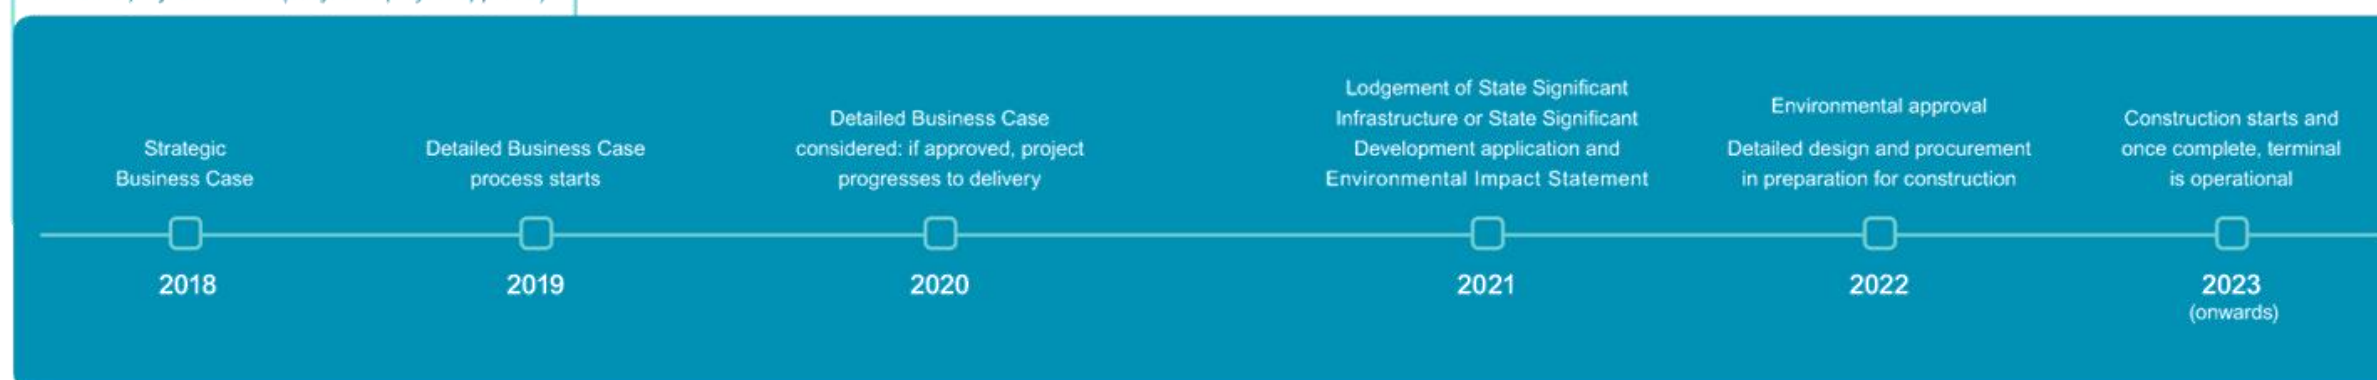 Strategic
Business Case
2018
Detailed Business Case
process starts
2019
Detailed Business Case
considered: if approved, project
progresses to delivery
2020
Lodgement of State Significant
Infrastructure or State Significant
Development application and
Environmental Impact Statement
2021
Environmental approval
Detailed design and procurement
in preparation for construction
2022
Construction starts and
once complete, terminal
is operational
2023
(onwards)